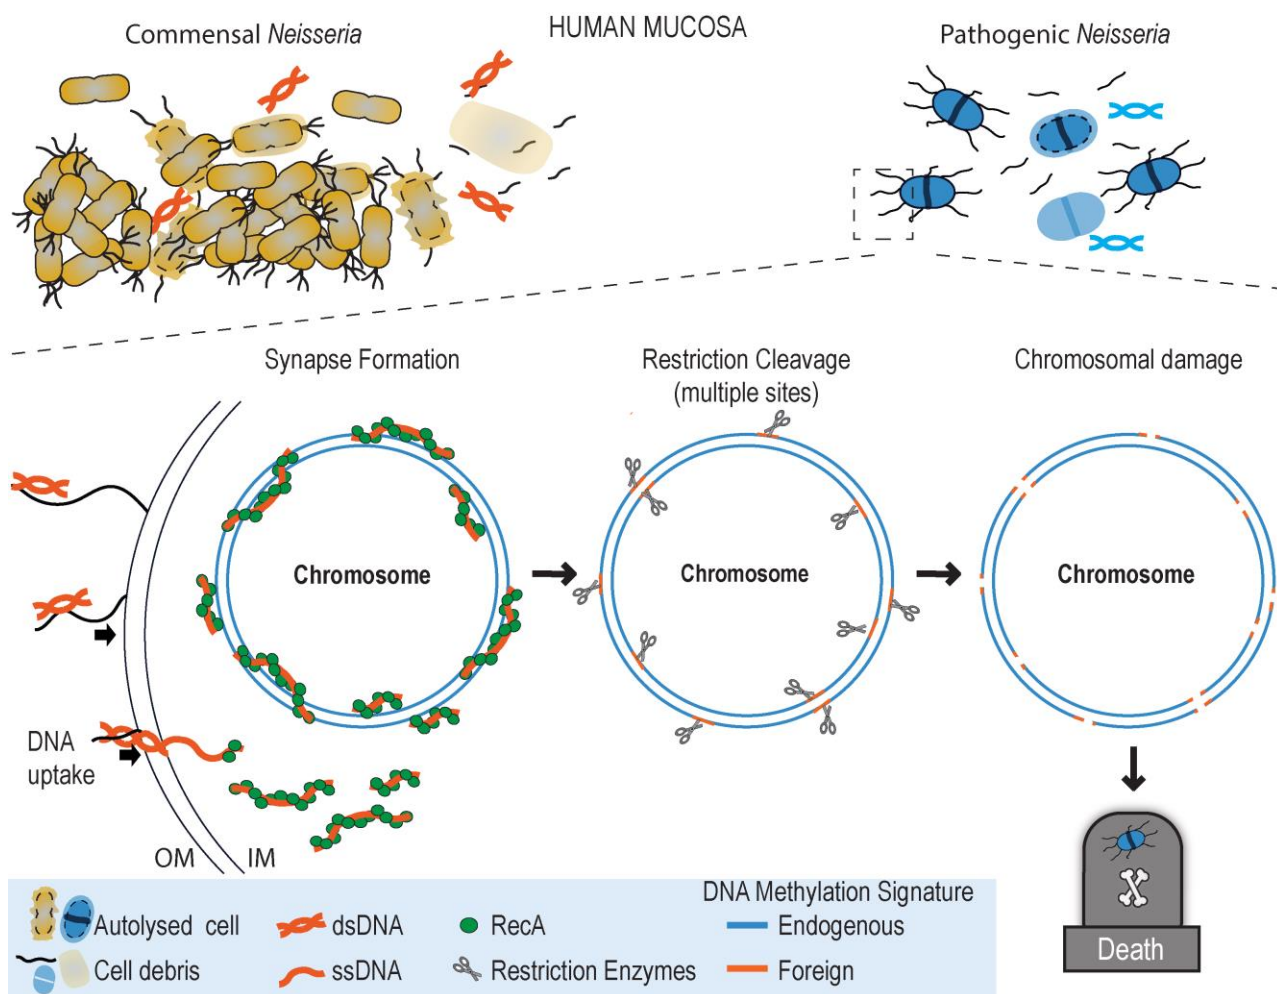 HUMAN MUCOSA
Commensal Neisseria
Pathogenic Neisseria
Synapse Formation
Restriction Cleavage
(multiple sites)
Chromosomal damage
Chromosome
Chromosome
Chromosome
DNA
uptake
OM
IM
Death
Autolysed cell
Cell debris
dsDNA
ssDNA
RecA
Restriction Enzymes
DNA Methylation Signature
Endogenous
Foreign